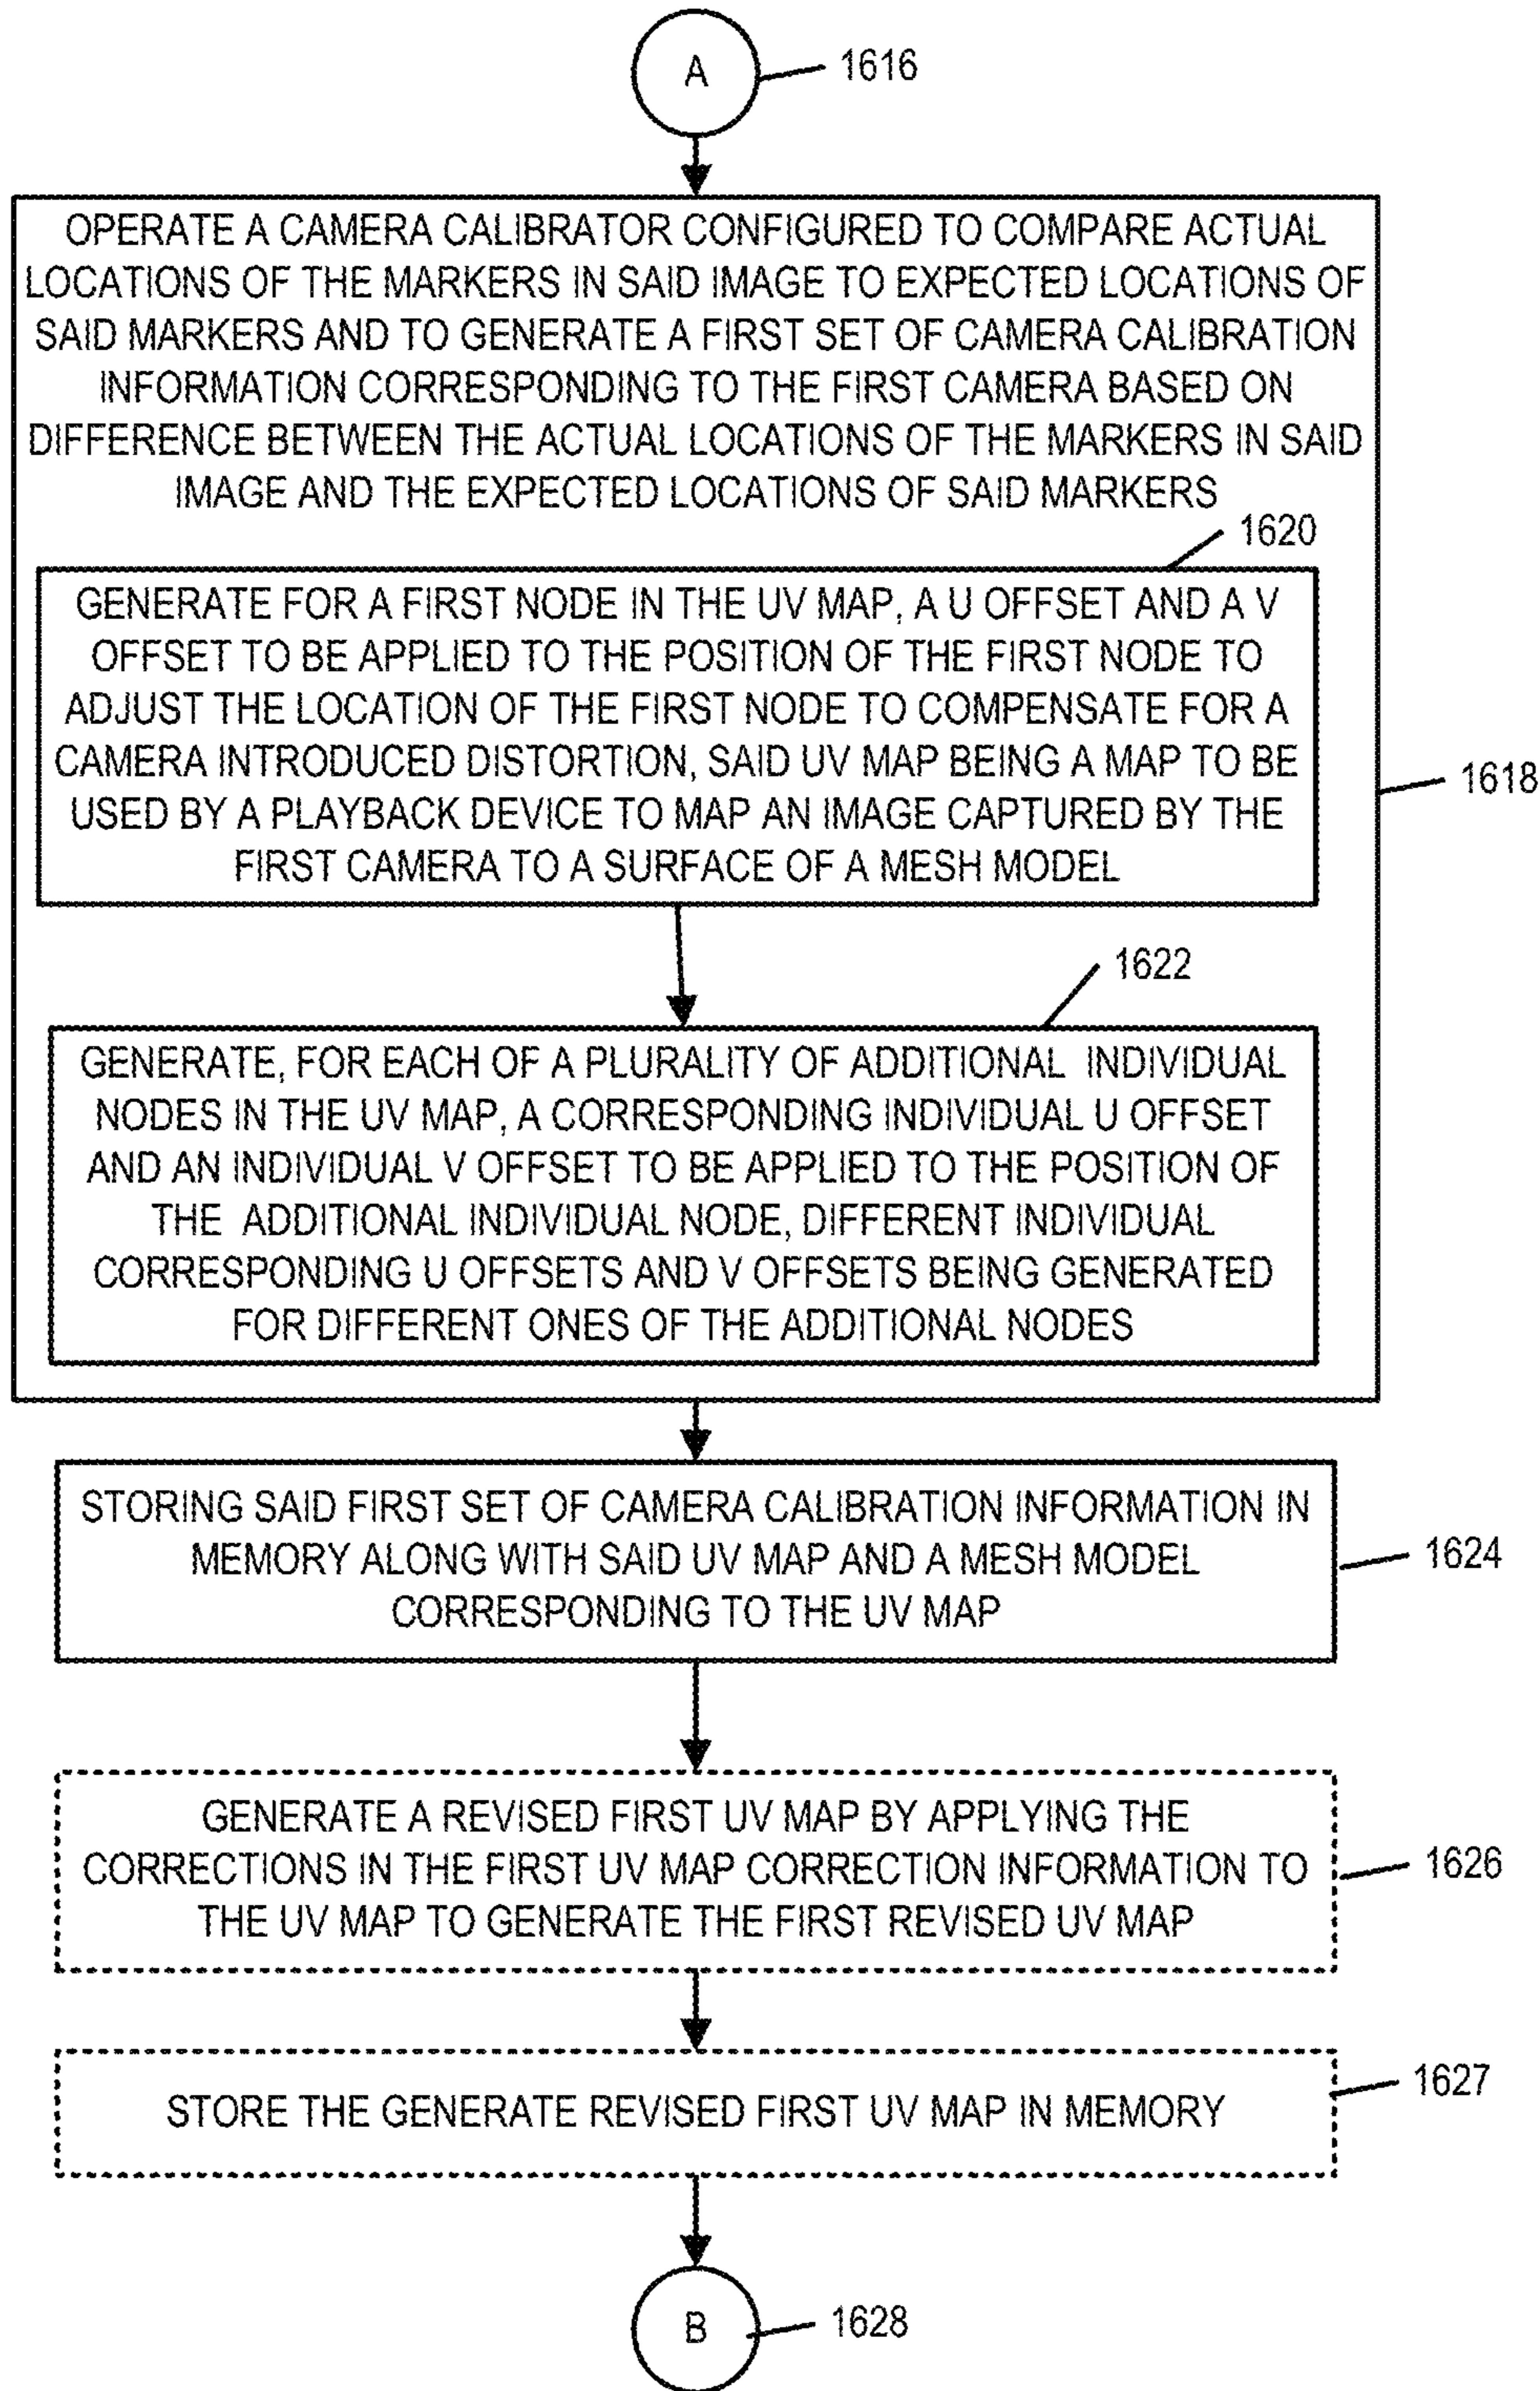 A
1616
OPERATE A CAMERA CALIBRATOR CONFIGURED TO COMPARE ACTUAL
LOCATIONS OF THE MARKERS IN SAID IMAGE TO EXPECTED LOCATIONS OF
SAID MARKERS AND TO GENERATE A FIRST SET OF CAMERA CALIBRATION
INFORMATION CORRESPONDING TO THE FIRST CAMERA BASED ON
DIFFERENCE BETWEEN THE ACTUAL LOCATIONS OF THE MARKERS IN SAID
IMAGE AND THE EXPECTED LOCATIONS OF SAID MARKERS
1620
GENERATE FOR A FIRST NODE IN THE UV MAP, A U OFFSET AND A V
OFFSET TO BE APPLIED TO THE POSITION OF THE FIRST NODE TO
ADJUST THE LOCATION OF THE FIRST NODE TO COMPENSATE FOR A
CAMERA INTRODUCED DISTORTION, SAID UV MAP BEING A MAP TO BE
USED BY A PLAYBACK DEVICE TO MAP AN IMAGE CAPTURED BY THE
FIRST CAMERA TO A SURFACE OF A MESH MODEL
1618
1622
GENERATE, FOR EACH OF A PLURALITY OF ADDITIONAL INDIVIDUAL
NODES IN THE UV MAP, A CORRESPONDING INDIVIDUAL U OFFSET
AND AN INDIVIDUAL V OFFSET TO BE APPLIED TO THE POSITION OF
THE ADDITIONAL INDIVIDUAL NODE, DIFFERENT INDIVIDUAL
CORRESPONDING U OFFSETS AND V OFFSETS BEING GENERATED
FOR DIFFERENT ONES OF THE ADDITIONAL NODES
STORING SAID FIRST SET OF CAMERA CALIBRATION INFORMATION IN
MEMORY ALONG WITH SAID UV MAP AND A MESH MODEL
CORRESPONDING TO THE UV MAP
1624
GENERATE A REVISED FIRST UV MAP BY APPLYING THE
CORRECTIONS IN THE FIRST UV MAP CORRECTION INFORMATION TO
THE UV MAP TO GENERATE THE FIRST REVISED UV MAP
1626
STORE THE GENERATE REVISED FIRST UV MAP IN MEMORY
1627
B
1628